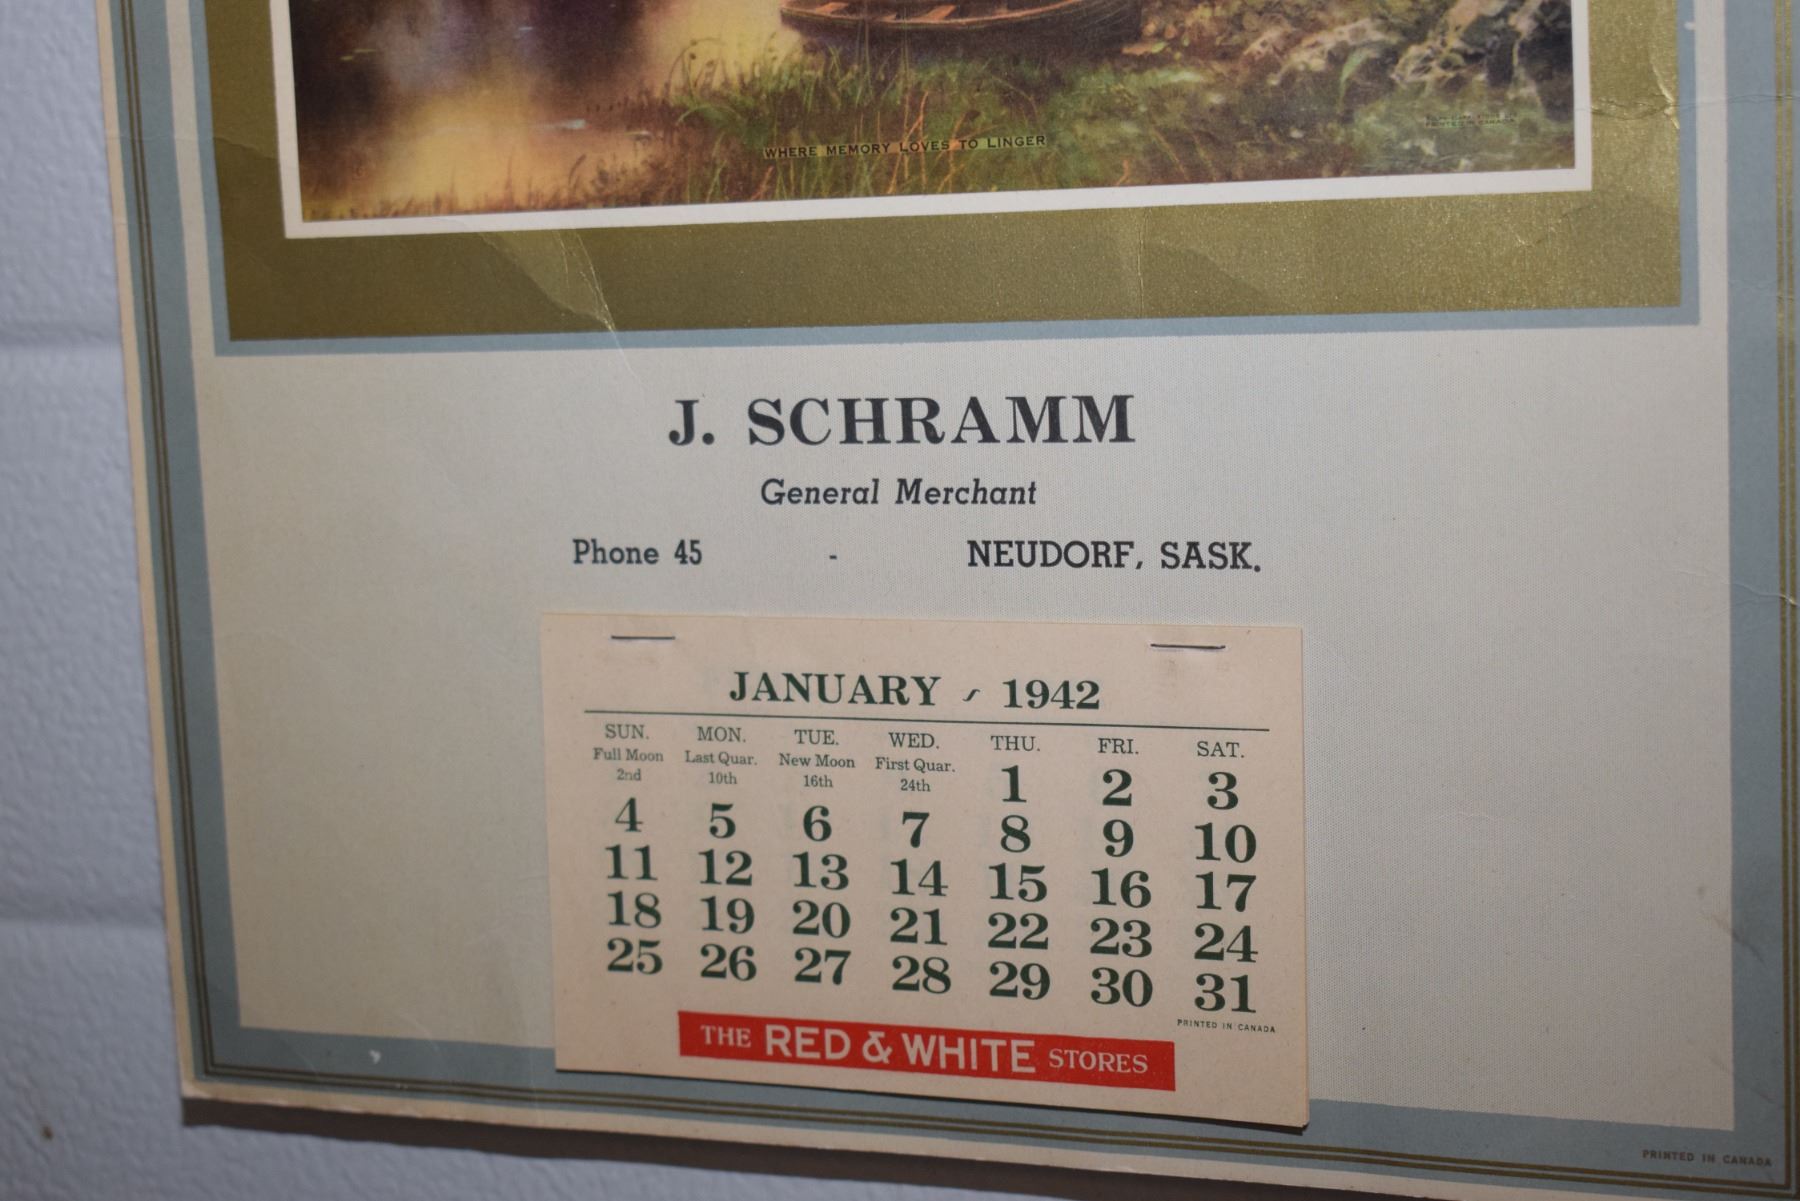 WHERE MEMORY LOVES TO LINGER
PRINTED IN CANADA
J. SCHRAMM
General Merchant
Phone 45 - NEUDORF, SASK.
JANUARY - 1942
SUN. MON. TUE. WED. THU. FRI. SAT.
Full Moon 2nd Last Quar. 10th New Moon 16th First Quar. 24th 1 2 3
4 5 6 7 8 9 10
11 12 13 14 15 16 17
18 19 20 21 22 23 24
25 26 27 28 29 30 31
PRINTED IN CANADA
THE RED & WHITE STORES
PRINTED IN CANADA